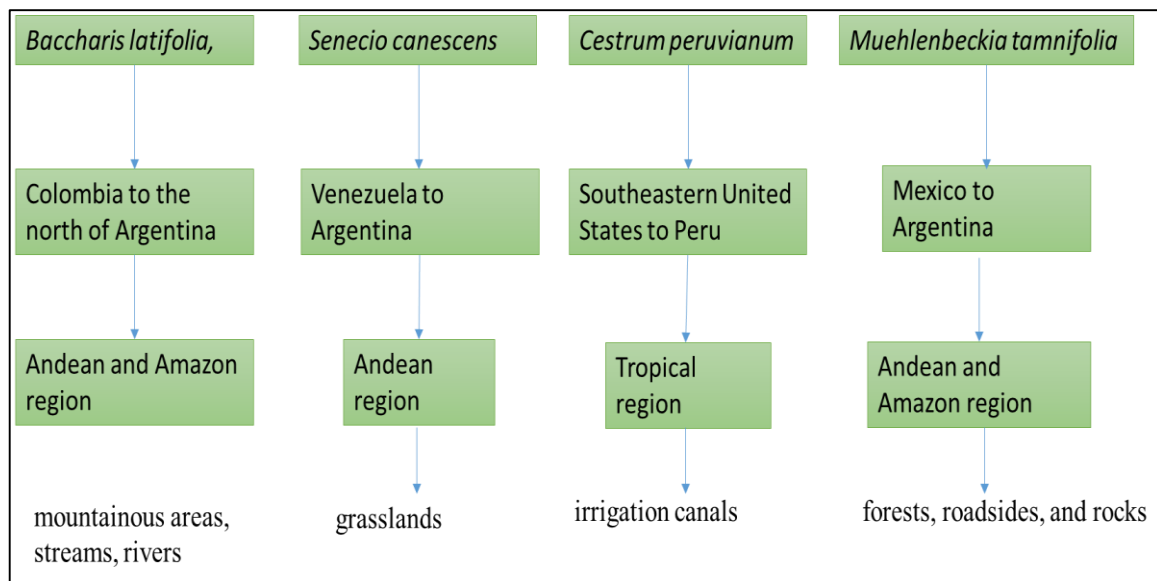 Baccharis latifolia,
Senecio canescens
Cestrum peruvianum
Muehlenbeckia tamnifolia
Colombia to the
north of Argentina
Venezuela to
Argentina
Southeastern United
States to Peru
Mexico to
Argentina
Andean and Amazon
region
Andean
region
Tropical
region
Andean and
Amazon region
mountainous areas,
streams, rivers
grasslands
irrigation canals
forests, roadsides, and rocks